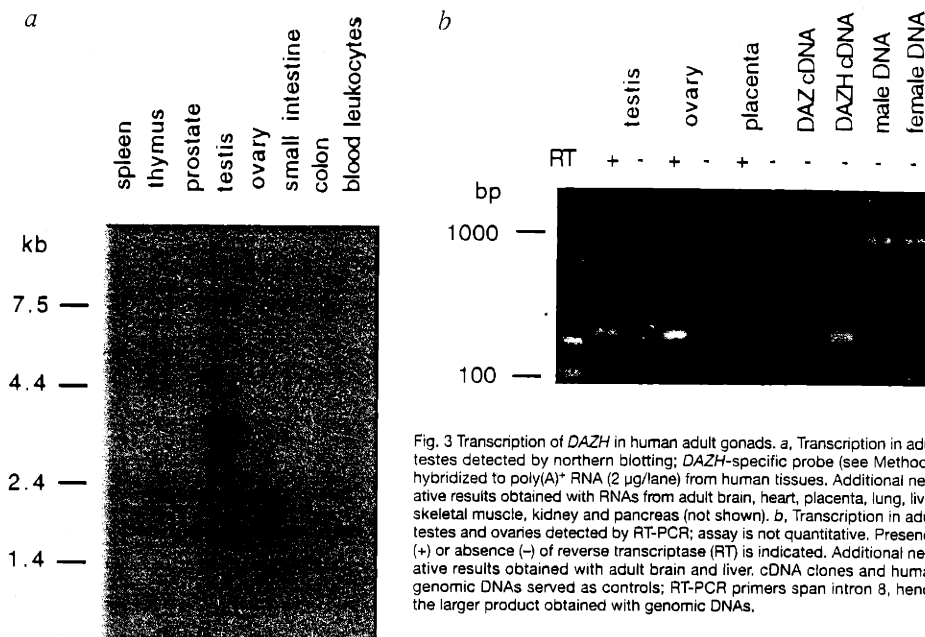 a
spleen
thymus
prostate
testis
ovary
small intestine
colon
blood leukocytes
kb
7.5
4.4
2.4
1.4
b
testis
ovary
placenta
DAZ cDNA
DAZH cDNA
male DNA
female DNA
RT + - + - + - - - - -
bp
1000
100
Fig. 3 Transcription of DAZH in human adult gonads. a, Transcription in adu
testes detected by northern blotting; DAZH-specific probe (see Method
hybridized to poly(A)+ RNA (2 µg/lane) from human tissues. Additional ne
ative results obtained with RNAs from adult brain, heart, placenta, lung, live
skeletal muscle, kidney and pancreas (not shown). b, Transcription in adu
testes and ovaries detected by RT-PCR; assay is not quantitative. Presenc
(+) or absence (–) of reverse transcriptase (RT) is indicated. Additional ne
ative results obtained with adult brain and liver. cDNA clones and huma
genomic DNAs served as controls; RT-PCR primers span intron 8, henc
the larger product obtained with genomic DNAs.